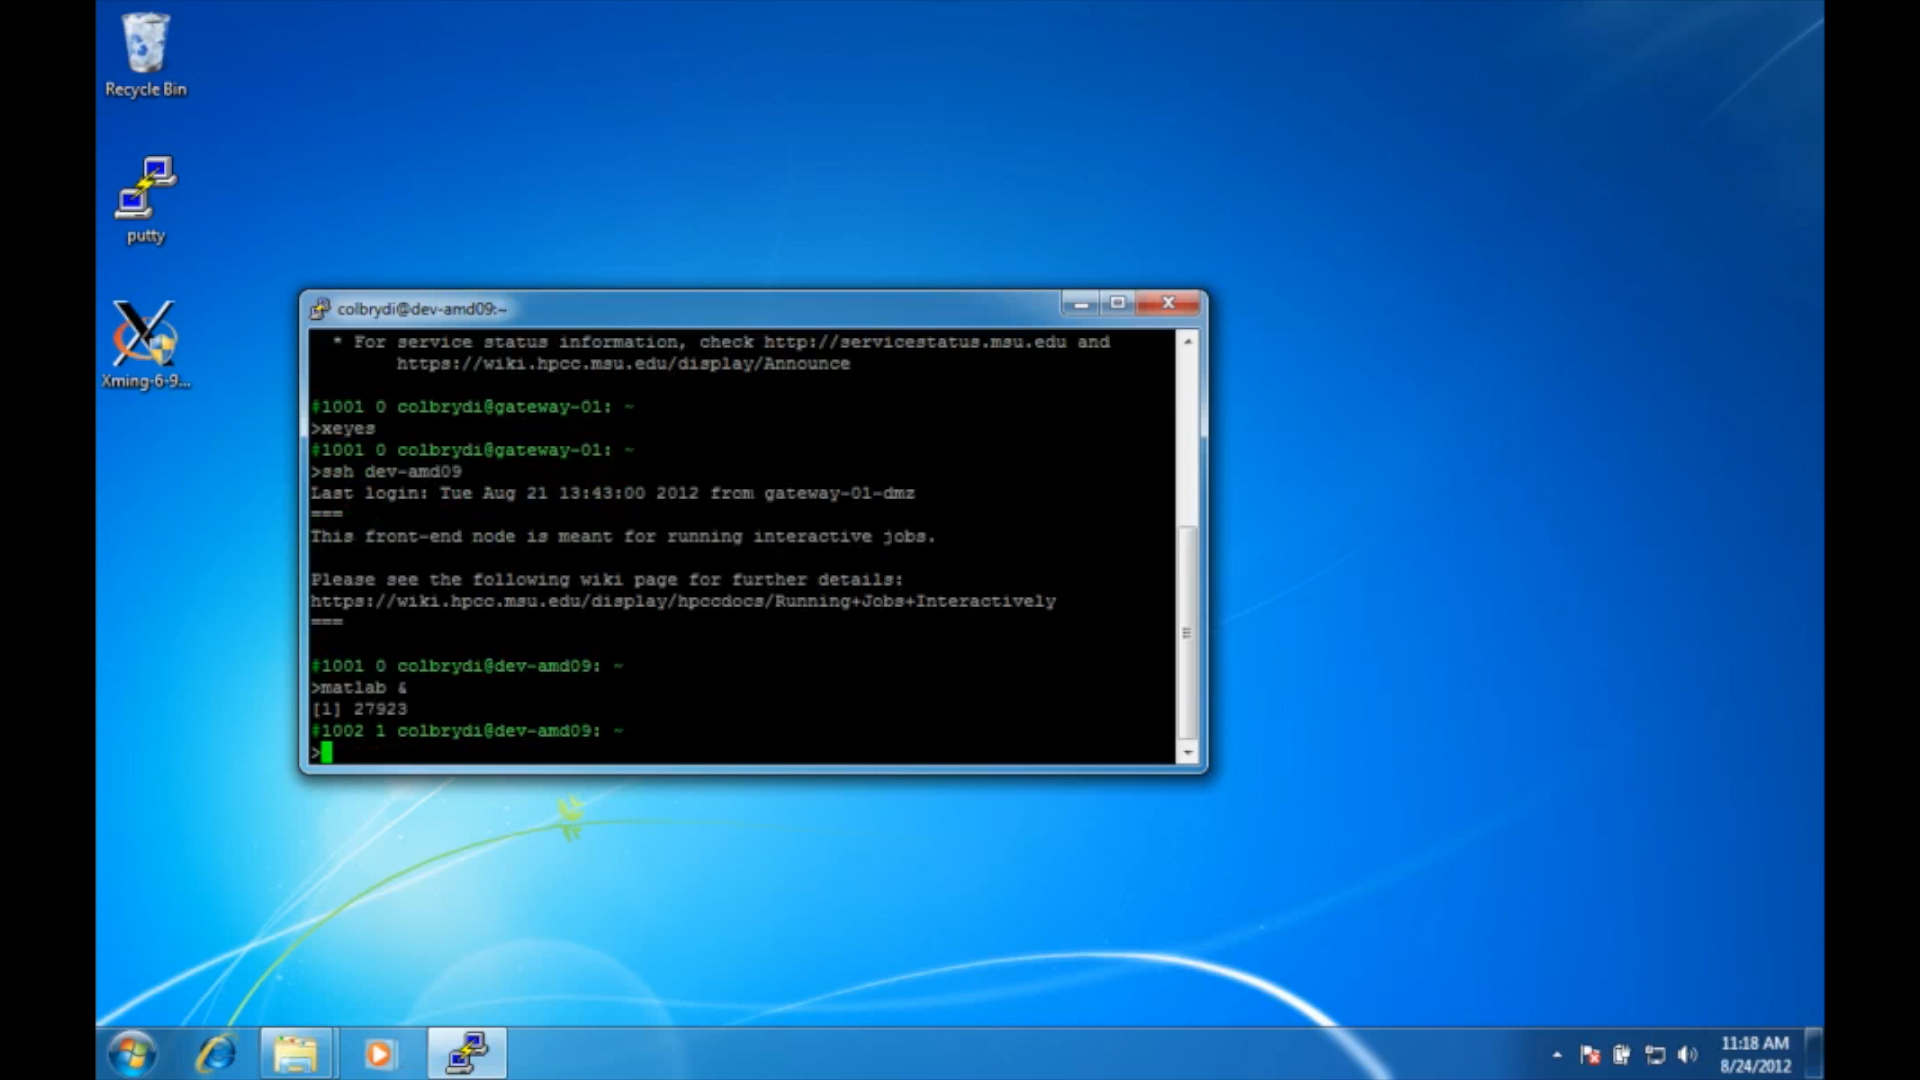 Recycle Bin
putty
Xming-6-9...
colbrydi@dev-amd09:~
* For service status information, check http://servicestatus.msu.edu and
https://wiki.hpcc.msu.edu/display/Announce
#1001 0 colbrydi@gateway-01: ~
>xeyes
#1001 0 colbrydi@gateway-01: ~
>ssh dev-amd09
Last login: Tue Aug 21 13:43:00 2012 from gateway-01-dmz
===
This front-end node is meant for running interactive jobs.
Please see the following wiki page for further details:
https://wiki.hpcc.msu.edu/display/hpccdocs/Running+Jobs+Interactively
===
#1001 0 colbrydi@dev-amd09: ~
>matlab &
[1] 27923
#1002 1 colbrydi@dev-amd09: ~
>
11:18 AM
8/24/2012